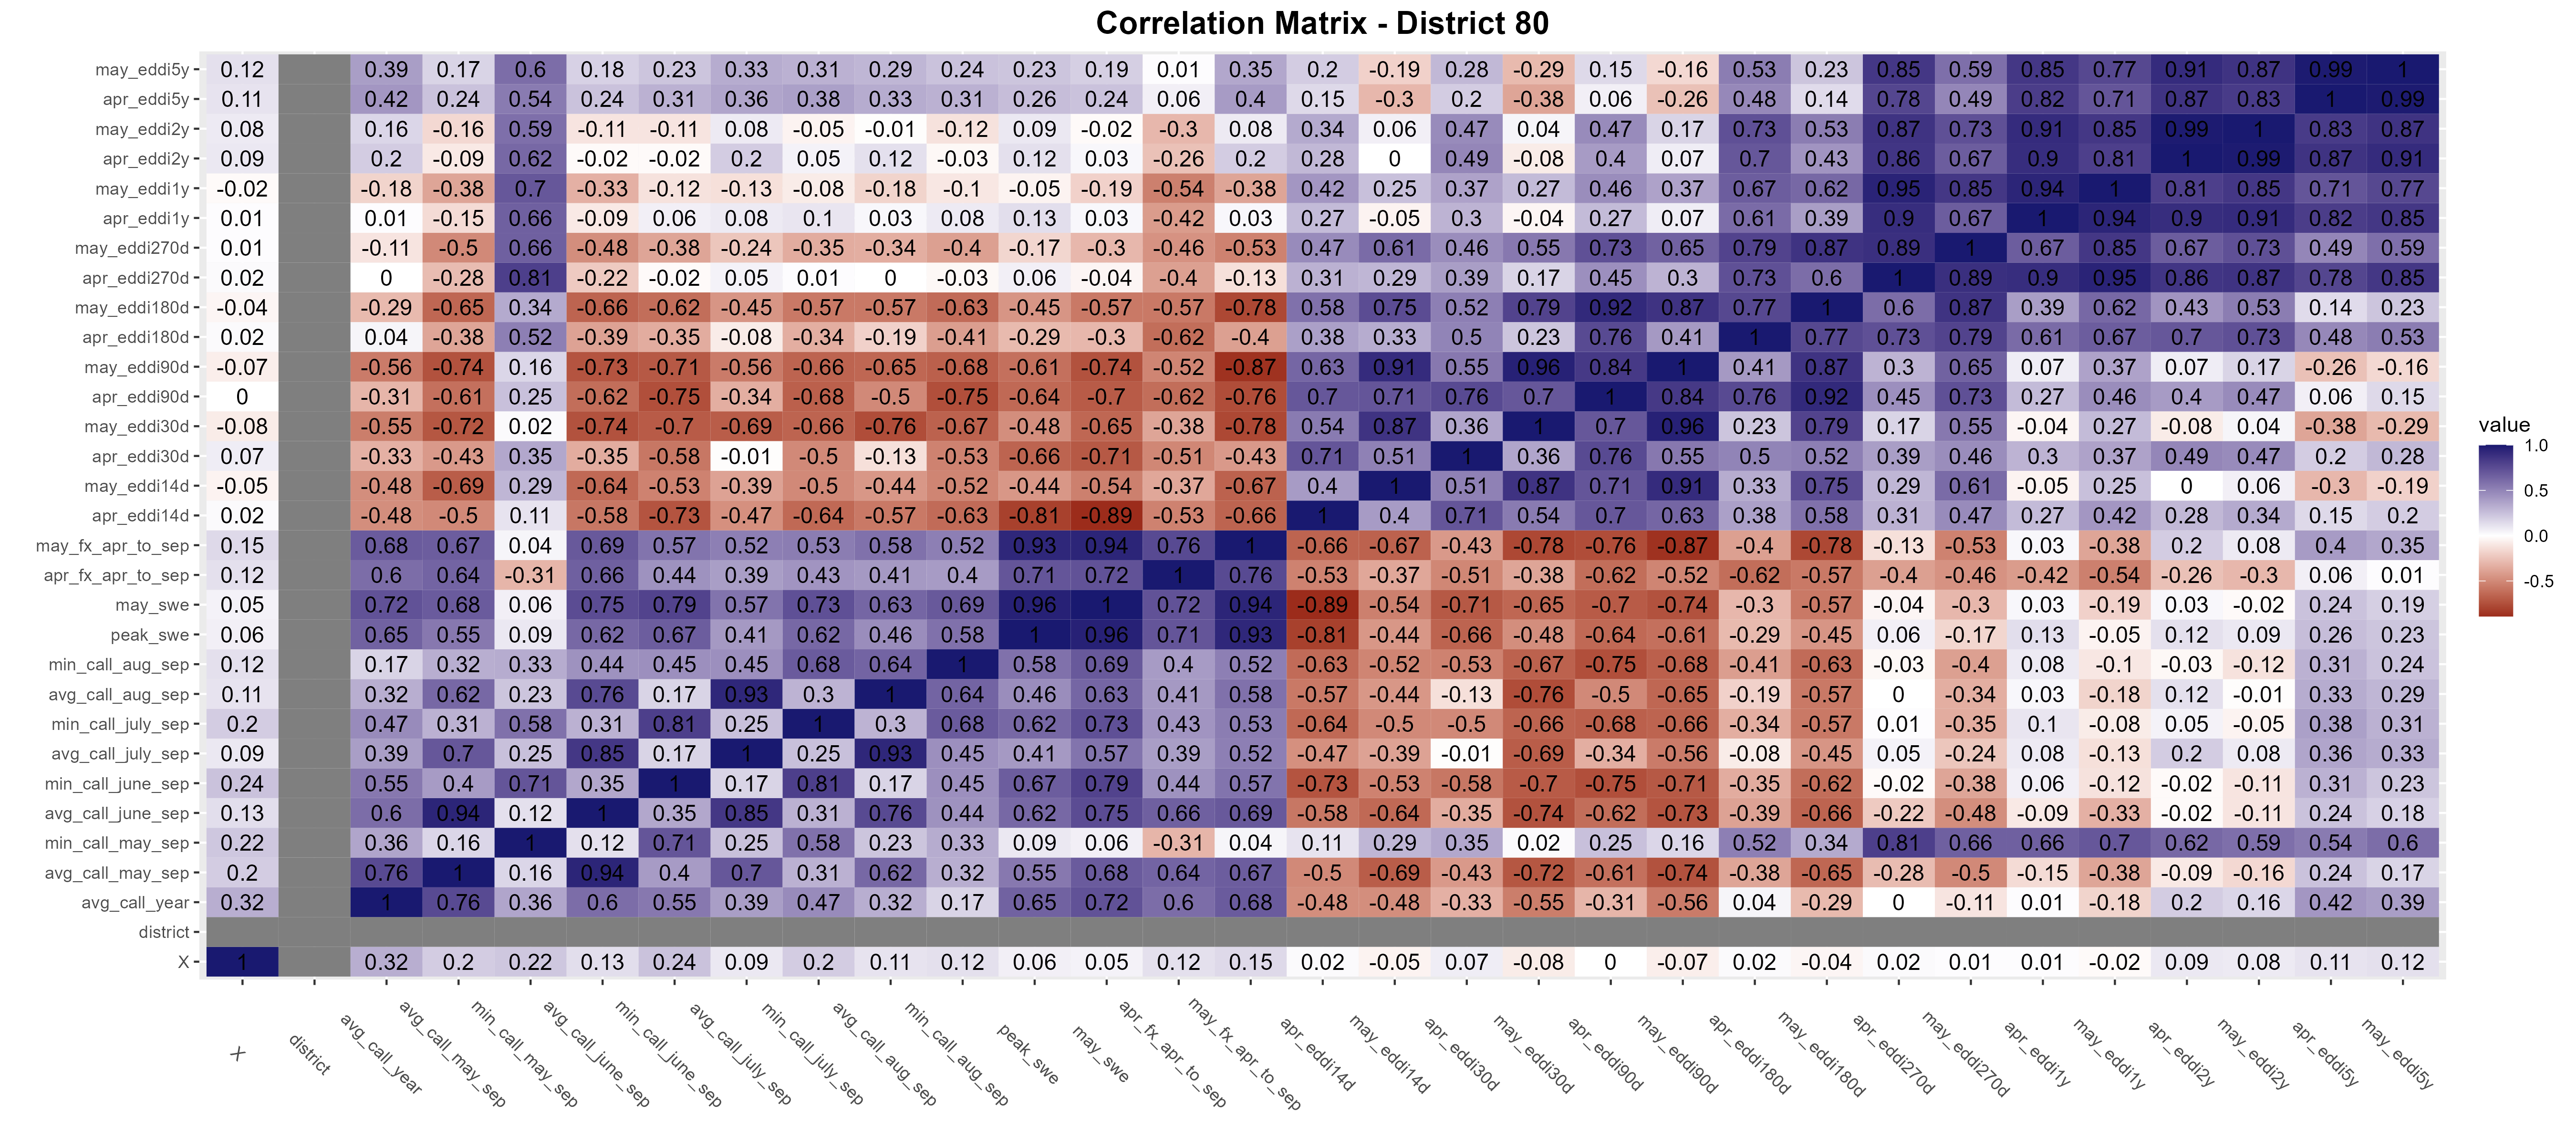 Correlation Matrix - District 80
may_eddi5y 0.12 0.39 0.17 0.6 0.18 0.23 0.33 0.31 0.29 0.24 0.23 0.19 0.01 0.35 0.2 -0.19 0.28 -0.29 0.15 -0.16 0.53 0.23 0.85 0.59 0.85 0.77 0.91 0.87 0.99 1
apr_eddi5y 0.11 0.42 0.24 0.54 0.24 0.31 0.36 0.38 0.33 0.31 0.26 0.24 0.06 0.4 0.15 -0.3 0.2 -0.38 0.06 -0.26 0.48 0.14 0.78 0.49 0.82 0.71 0.87 0.83 1 0.99
may_eddi2y 0.08 0.16 -0.16 0.59 -0.11 -0.11 0.08 -0.05 -0.01 -0.12 0.09 -0.02 -0.3 0.08 0.34 0.06 0.47 0.04 0.47 0.17 0.73 0.53 0.87 0.73 0.91 0.85 0.99 1 0.83 0.87
apr_eddi2y 0.09 0.2 -0.09 0.62 -0.02 -0.02 0.2 0.05 0.12 -0.03 0.12 0.03 -0.26 0.2 0.28 0 0.49 -0.08 0.4 0.07 0.7 0.43 0.86 0.67 0.9 0.81 1 0.99 0.87 0.91
may_eddi1y -0.02 -0.18 -0.38 0.7 -0.33 -0.12 -0.13 -0.08 -0.18 -0.1 -0.05 -0.19 -0.54 -0.38 0.42 0.25 0.37 0.27 0.46 0.37 0.67 0.62 0.95 0.85 0.94 1 0.81 0.85 0.71 0.77
apr_eddi1y 0.01 0.01 -0.15 0.66 -0.09 0.06 0.08 0.1 0.03 0.08 0.13 0.03 -0.42 0.03 0.27 -0.05 0.3 -0.04 0.27 0.07 0.61 0.39 0.9 0.67 1 0.94 0.9 0.91 0.82 0.85
may_eddi270d 0.01 -0.11 -0.5 0.66 -0.48 -0.38 -0.24 -0.35 -0.34 -0.4 -0.17 -0.3 -0.46 -0.53 0.47 0.61 0.46 0.55 0.73 0.65 0.79 0.87 0.89 1 0.67 0.85 0.67 0.73 0.49 0.59
apr_eddi270d 0.02 0 -0.28 0.81 -0.22 -0.02 0.05 0.01 0 -0.03 0.06 -0.04 -0.4 -0.13 0.31 0.29 0.39 0.17 0.45 0.3 0.73 0.6 1 0.89 0.9 0.95 0.86 0.87 0.78 0.85
may_eddi180d -0.04 -0.29 -0.65 0.34 -0.66 -0.62 -0.45 -0.57 -0.57 -0.63 -0.45 -0.57 -0.57 -0.78 0.58 0.75 0.52 0.79 0.92 0.87 0.77 1 0.6 0.87 0.39 0.62 0.43 0.53 0.14 0.23
apr_eddi180d 0.02 0.04 -0.38 0.52 -0.39 -0.35 -0.08 -0.34 -0.19 -0.41 -0.29 -0.3 -0.62 -0.4 0.38 0.33 0.5 0.23 0.76 0.41 1 0.77 0.73 0.79 0.61 0.67 0.7 0.73 0.48 0.53
may_eddi90d -0.07 -0.56 -0.74 0.16 -0.73 -0.71 -0.56 -0.66 -0.65 -0.68 -0.61 -0.74 -0.52 -0.87 0.63 0.91 0.55 0.96 0.84 1 0.41 0.87 0.3 0.65 0.07 0.37 0.07 0.17 -0.26 -0.16
apr_eddi90d 0 -0.31 -0.61 0.25 -0.62 -0.75 -0.34 -0.68 -0.5 -0.75 -0.64 -0.7 -0.62 -0.76 0.7 0.71 0.76 0.7 1 0.84 0.76 0.92 0.45 0.73 0.27 0.46 0.4 0.47 0.06 0.15
may_eddi30d -0.08 -0.55 -0.72 0.02 -0.74 -0.7 -0.69 -0.66 -0.76 -0.67 -0.48 -0.65 -0.38 -0.78 0.54 0.87 0.36 1 0.7 0.96 0.23 0.79 0.17 0.55 -0.04 0.27 -0.08 0.04 -0.38 -0.29
apr_eddi30d 0.07 -0.33 -0.43 0.35 -0.35 -0.58 -0.01 -0.5 -0.13 -0.53 -0.66 -0.71 -0.51 -0.43 0.71 0.51 1 0.36 0.76 0.55 0.5 0.52 0.39 0.46 0.3 0.37 0.49 0.47 0.2 0.28
may_eddi14d -0.05 -0.48 -0.69 0.29 -0.64 -0.53 -0.39 -0.5 -0.44 -0.52 -0.44 -0.54 -0.37 -0.67 0.4 1 0.51 0.87 0.71 0.91 0.33 0.75 0.29 0.61 -0.05 0.25 0 0.06 -0.3 -0.19
apr_eddi14d 0.02 -0.48 -0.5 0.11 -0.58 -0.73 -0.47 -0.64 -0.57 -0.63 -0.81 -0.89 -0.53 -0.66 1 0.4 0.71 0.54 0.7 0.63 0.38 0.58 0.31 0.47 0.27 0.42 0.28 0.34 0.15 0.2
may_fx_apr_to_sep 0.15 0.68 0.67 0.04 0.69 0.57 0.52 0.53 0.58 0.52 0.93 0.94 0.76 1 -0.66 -0.67 -0.43 -0.78 -0.76 -0.87 -0.4 -0.78 -0.13 -0.53 0.03 -0.38 0.2 0.08 0.4 0.35
apr_fx_apr_to_sep 0.12 0.6 0.64 -0.31 0.66 0.44 0.39 0.43 0.41 0.4 0.71 0.72 1 0.76 -0.53 -0.37 -0.51 -0.38 -0.62 -0.52 -0.62 -0.57 -0.4 -0.46 -0.42 -0.54 -0.26 -0.3 0.06 0.01
may_swe 0.05 0.72 0.68 0.06 0.75 0.79 0.57 0.73 0.63 0.69 0.96 1 0.72 0.94 -0.89 -0.54 -0.71 -0.65 -0.7 -0.74 -0.3 -0.57 -0.04 -0.3 0.03 -0.19 0.03 -0.02 0.24 0.19
peak_swe 0.06 0.65 0.55 0.09 0.62 0.67 0.41 0.62 0.46 0.58 1 0.96 0.71 0.93 -0.81 -0.44 -0.66 -0.48 -0.64 -0.61 -0.29 -0.45 0.06 -0.17 0.13 -0.05 0.12 0.09 0.26 0.23
min_call_aug_sep 0.12 0.17 0.32 0.33 0.44 0.45 0.45 0.68 0.64 1 0.58 0.69 0.4 0.52 -0.63 -0.52 -0.53 -0.67 -0.75 -0.68 -0.41 -0.63 -0.03 -0.4 0.08 -0.1 -0.03 -0.12 0.31 0.24
avg_call_aug_sep 0.11 0.32 0.62 0.23 0.76 0.17 0.93 0.3 1 0.64 0.46 0.63 0.41 0.58 -0.57 -0.44 -0.13 -0.76 -0.5 -0.65 -0.19 -0.57 0 -0.34 0.03 -0.18 0.12 -0.01 0.33 0.29
min_call_july_sep 0.2 0.47 0.31 0.58 0.31 0.81 0.25 1 0.3 0.68 0.62 0.73 0.43 0.53 -0.64 -0.5 -0.5 -0.66 -0.68 -0.66 -0.34 -0.57 0.01 -0.35 0.1 -0.08 0.05 -0.05 0.38 0.31
avg_call_july_sep 0.09 0.39 0.7 0.25 0.85 0.17 1 0.25 0.93 0.45 0.41 0.57 0.39 0.52 -0.47 -0.39 -0.01 -0.69 -0.34 -0.56 -0.08 -0.45 0.05 -0.24 0.08 -0.13 0.2 0.08 0.36 0.33
min_call_june_sep 0.24 0.55 0.4 0.71 0.35 1 0.17 0.81 0.17 0.45 0.67 0.79 0.44 0.57 -0.73 -0.53 -0.58 -0.7 -0.75 -0.71 -0.35 -0.62 -0.02 -0.38 0.06 -0.12 -0.02 -0.11 0.31 0.23
avg_call_june_sep 0.13 0.6 0.94 0.12 1 0.35 0.85 0.31 0.76 0.44 0.62 0.75 0.66 0.69 -0.58 -0.64 -0.35 -0.74 -0.62 -0.73 -0.39 -0.66 -0.22 -0.48 -0.09 -0.33 -0.02 -0.11 0.24 0.18
min_call_may_sep 0.22 0.36 0.16 1 0.12 0.71 0.25 0.58 0.23 0.33 0.09 0.06 -0.31 0.04 0.11 0.29 0.35 0.02 0.25 0.16 0.52 0.34 0.81 0.66 0.66 0.7 0.62 0.59 0.54 0.6
avg_call_may_sep 0.2 0.76 1 0.16 0.94 0.4 0.7 0.31 0.62 0.32 0.55 0.68 0.64 0.67 -0.5 -0.69 -0.43 -0.72 -0.61 -0.74 -0.38 -0.65 -0.28 -0.5 -0.15 -0.38 -0.09 -0.16 0.24 0.17
avg_call_year 0.32 1 0.76 0.36 0.6 0.55 0.39 0.47 0.32 0.17 0.65 0.72 0.6 0.68 -0.48 -0.48 -0.33 -0.55 -0.31 -0.56 0.04 -0.29 0 -0.11 0.01 -0.18 0.2 0.16 0.42 0.39
district
X 1 0.32 0.2 0.22 0.13 0.24 0.09 0.2 0.11 0.12 0.06 0.05 0.12 0.15 0.02 -0.05 0.07 -0.08 0 -0.07 0.02 -0.04 0.02 0.01 0.01 -0.02 0.09 0.08 0.11 0.12
X district avg_call_year avg_call_may_sep min_call_may_sep avg_call_june_sep min_call_june_sep avg_call_july_sep min_call_july_sep avg_call_aug_sep min_call_aug_sep peak_swe may_swe apr_fx_apr_to_sep may_fx_apr_to_sep apr_eddi14d may_eddi14d apr_eddi30d may_eddi30d apr_eddi90d may_eddi90d apr_eddi180d may_eddi180d apr_eddi270d may_eddi270d apr_eddi1y may_eddi1y apr_eddi2y may_eddi2y apr_eddi5y may_eddi5y
value
1.0
0.5
0.0
-0.5